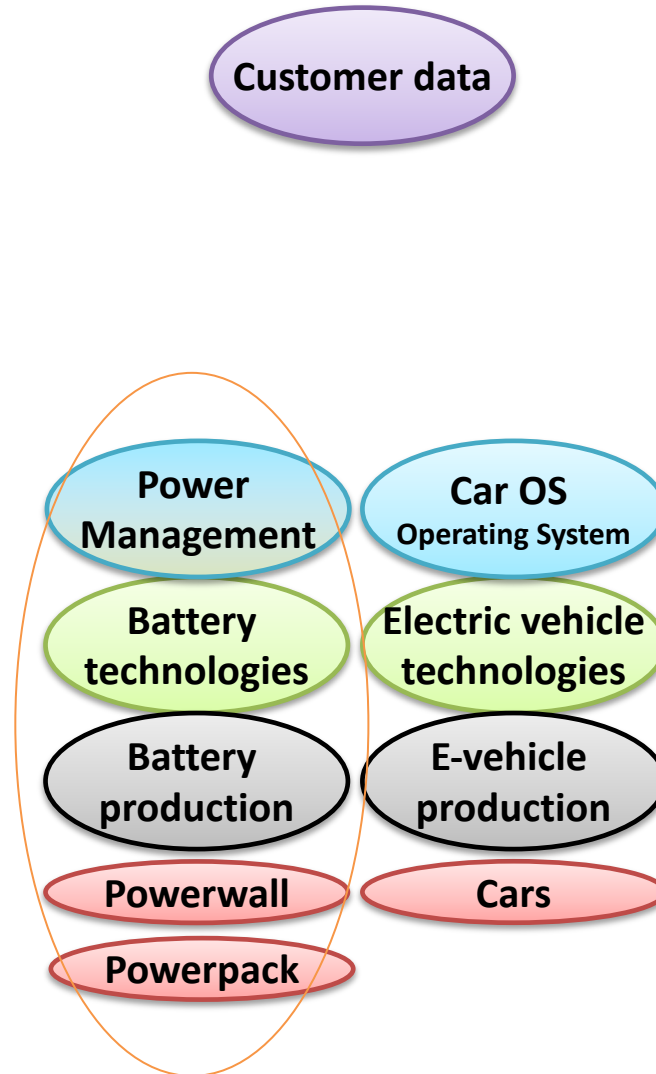 Customer data
Power
Management
Car OS
Operating System
Battery
technologies
Electric vehicle
technologies
Battery
production
E-vehicle
production
Powerwall
Cars
Powerpack